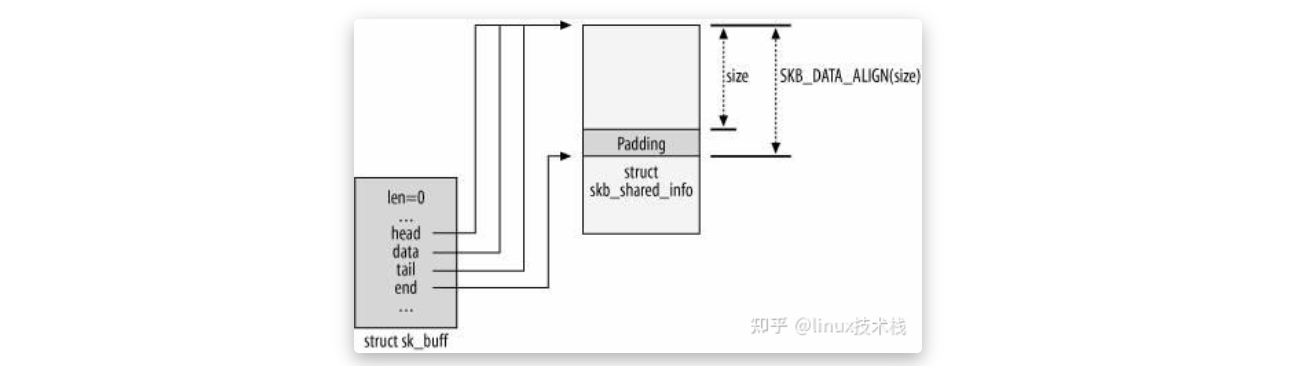 size
SKB_DATA_ALIGN(size)
Padding
struct
skb_shared_info
len=0
...
head
data
tail
end
...
struct sk_buff
知乎 @linux技术栈